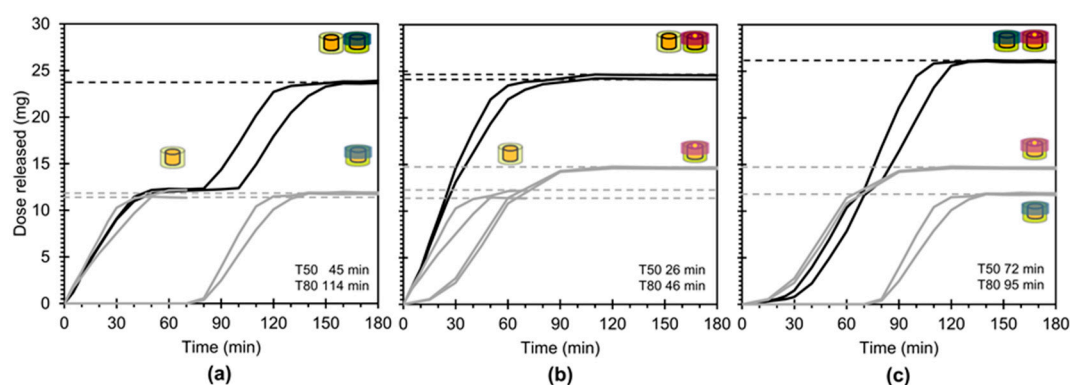 Dose released (mg)
30
25
20
15
10
5
0
T50 45 min
T80 114 min
0 30 60 90 120 150 180
Time (min)
(a)
T50 26 min
T80 46 min
0 30 60 90 120 150 180
Time (min)
(b)
T50 72 min
T80 95 min
0 30 60 90 120 150 180
Time (min)
(c)